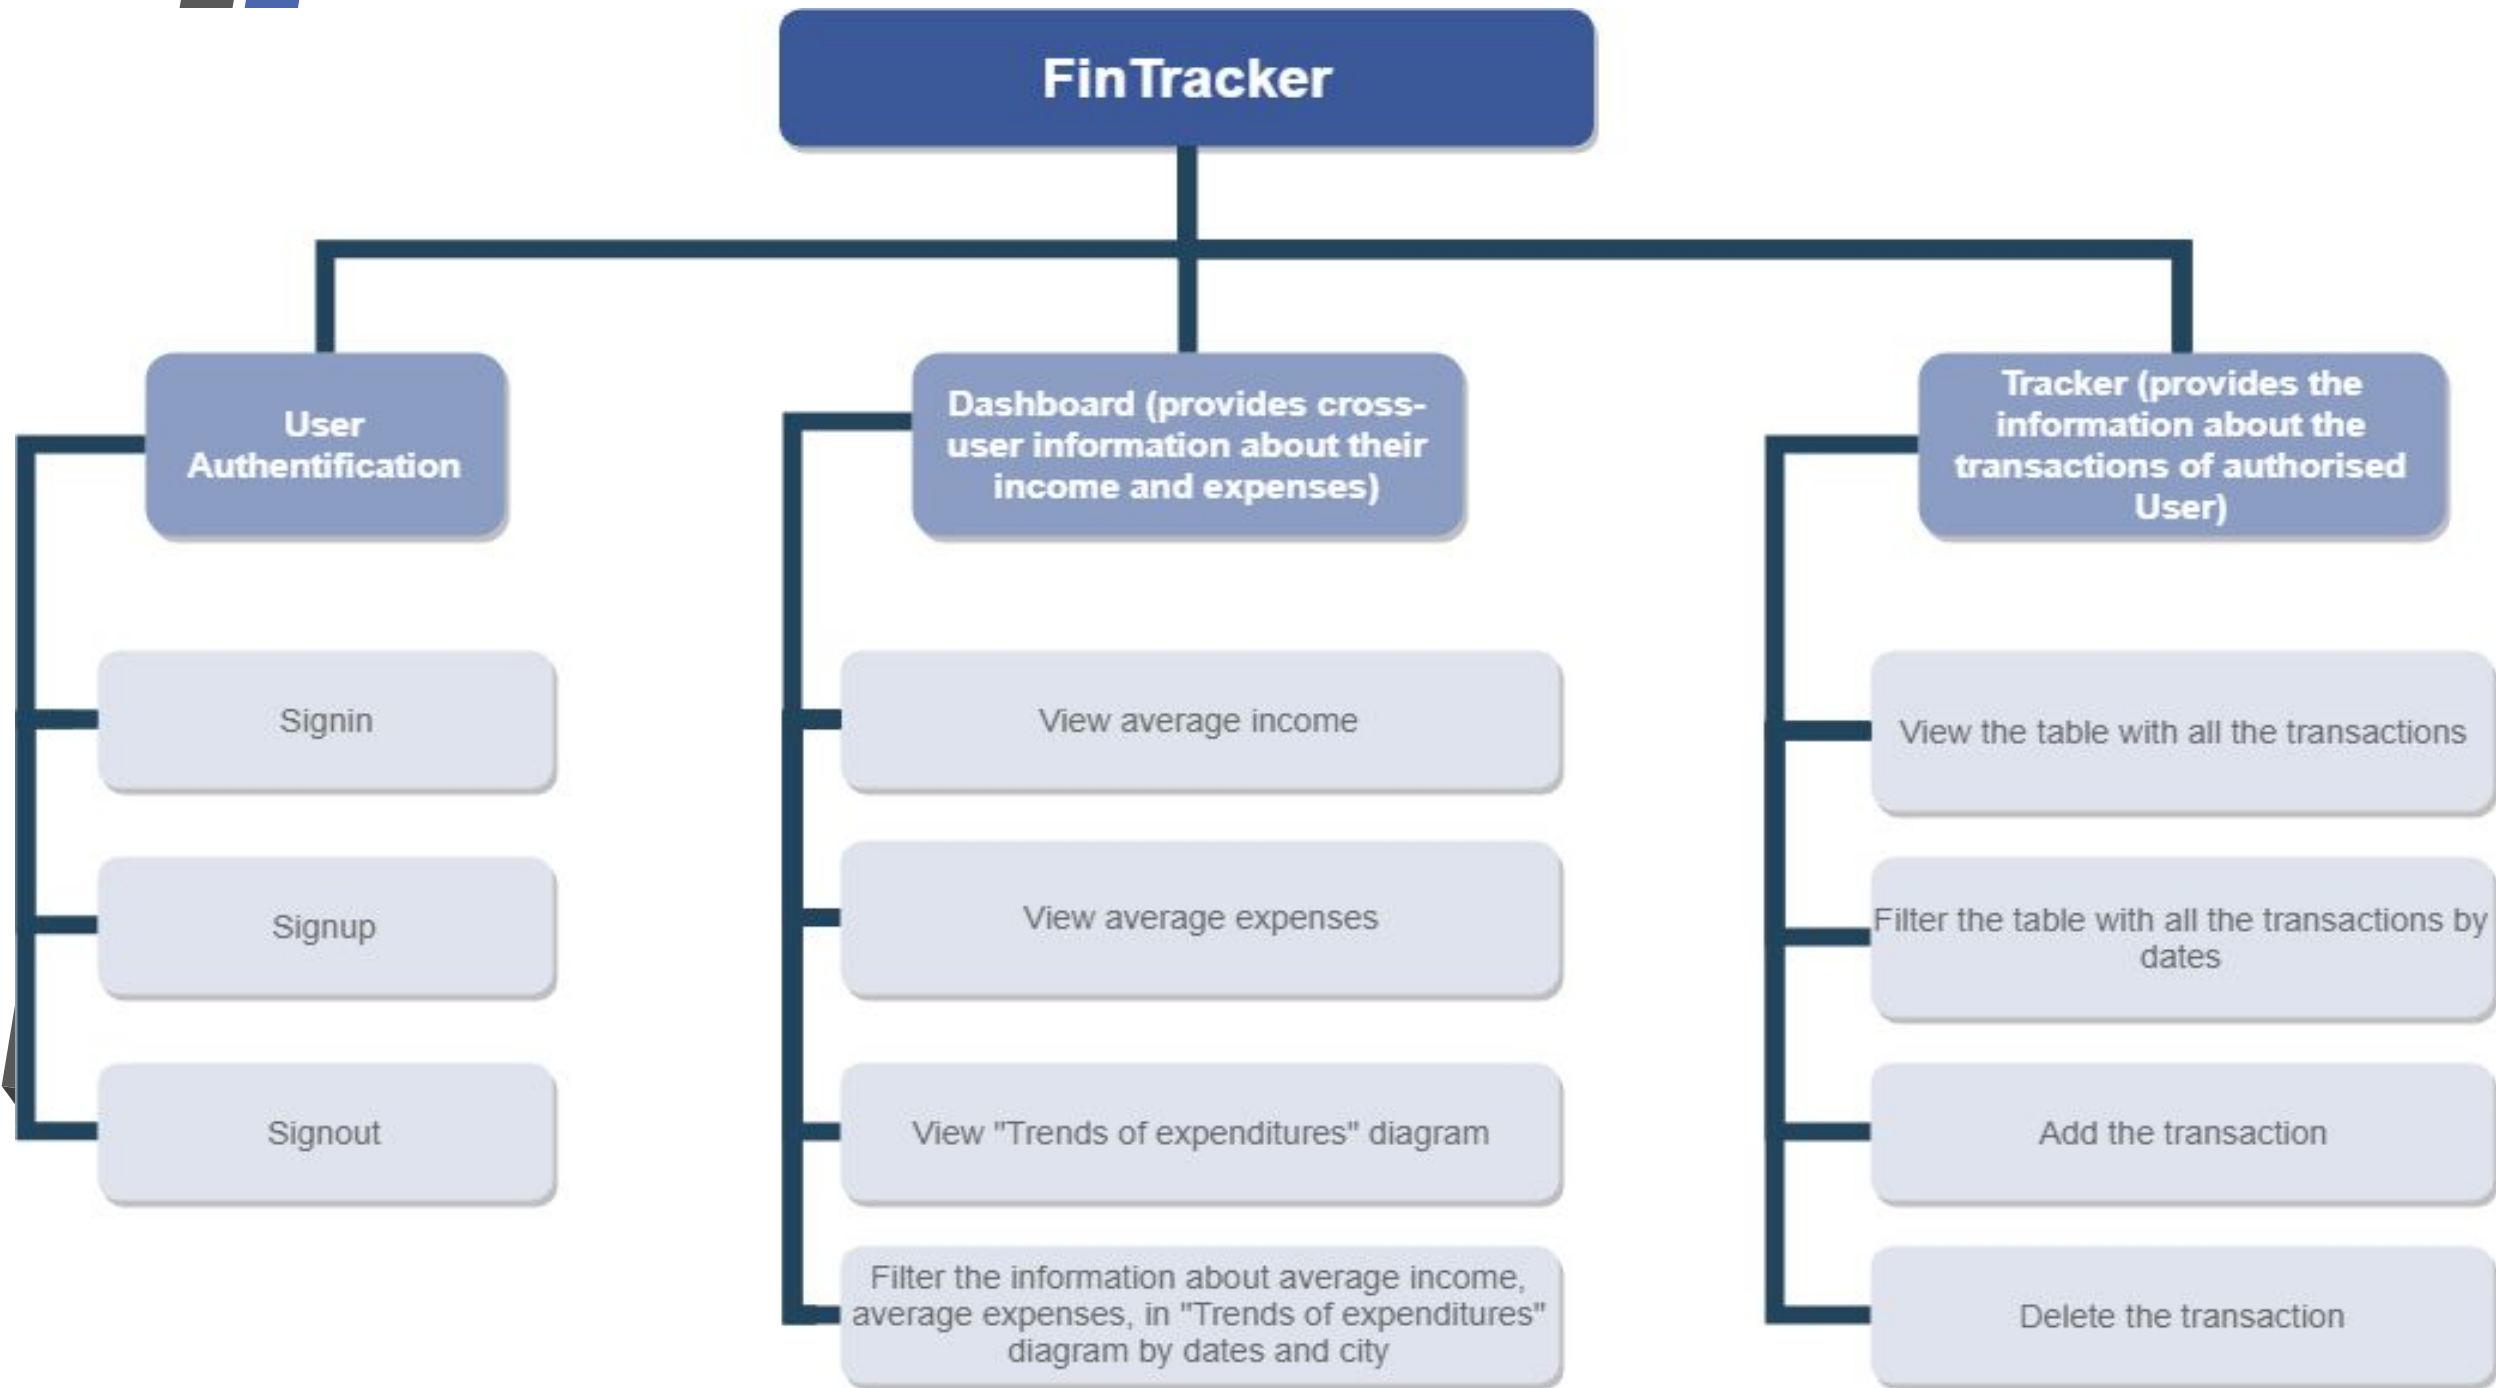 FinTracker
User
Authentification
Signin
Signup
Signout
Dashboard (provides cross-
user information about their
income and expenses)
View average income
View average expenses
View "Trends of expenditures" diagram
Filter the information about average income,
average expenses, in "Trends of expenditures"
diagram by dates and city
Tracker (provides the
information about the
transactions of authorised
User)
View the table with all the transactions
Filter the table with all the transactions by
dates
Add the transaction
Delete the transaction